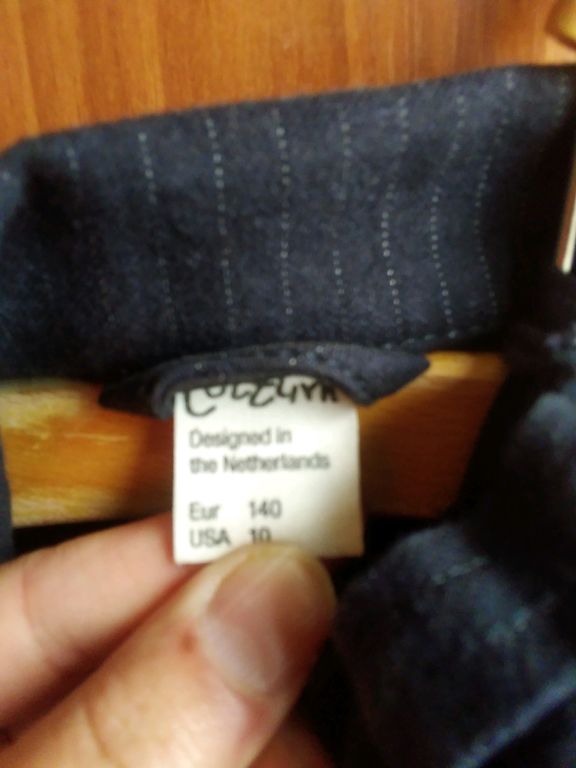 Designed in
the Netherlands
Eur 140
USA 10